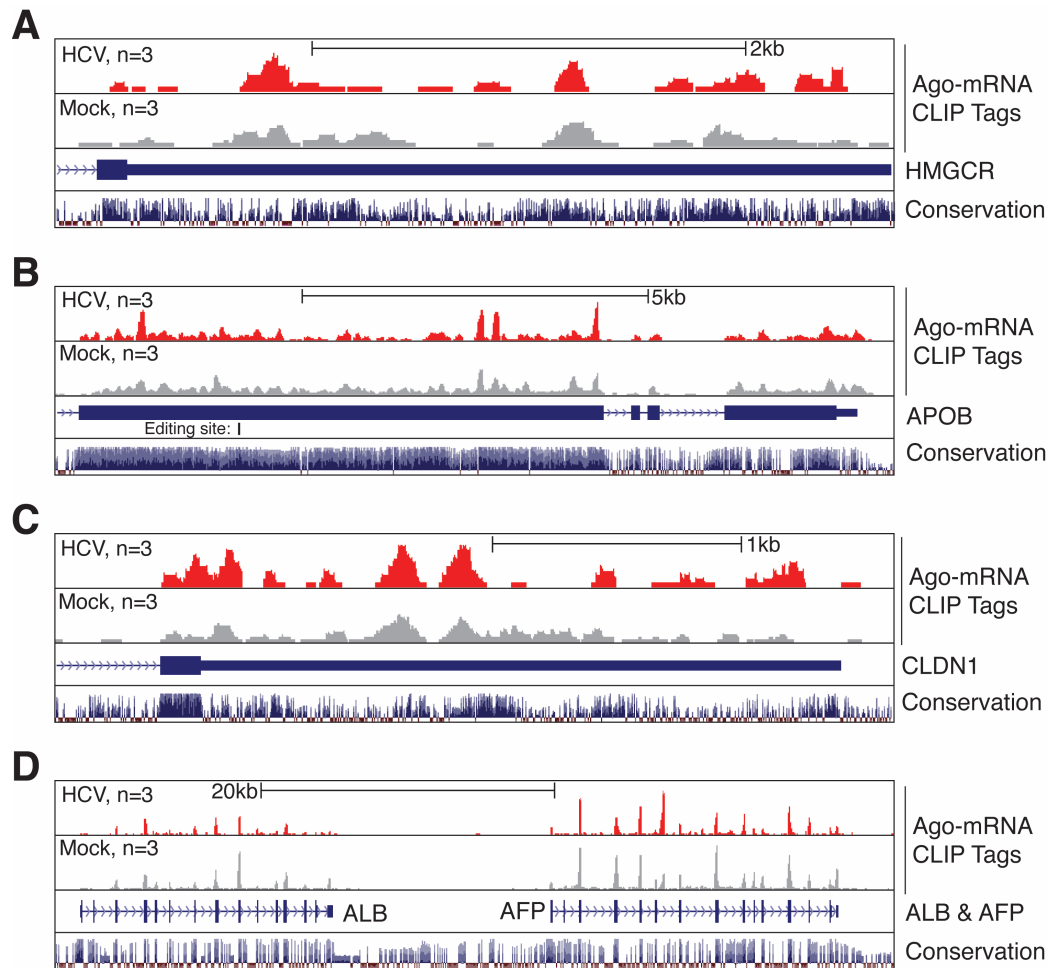 A
HCV, n=3
2kb
Mock, n=3
Ago-mRNA
CLIP Tags
HMGCR
Conservation
B
HCV, n=3
5kb
Mock, n=3
Ago-mRNA
CLIP Tags
APOB
Editing site:
Conservation
C
HCV, n=3
1kb
Mock, n=3
Ago-mRNA
CLIP Tags
CLDN1
Conservation
D
HCV, n=3
20kb
Mock, n=3
Ago-mRNA
CLIP Tags
ALB
AFP
ALB & AFP
Conservation